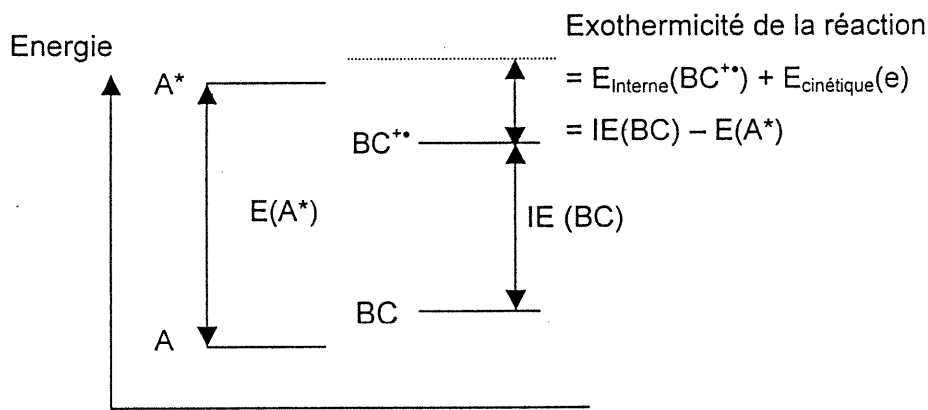 Exothermicité de la réaction
Energie
A*
= E_Interne(BC⁺•) + E_cinétique(e)
BC⁺•
= IE(BC) – E(A*)
E(A*)
IE (BC)
BC
A